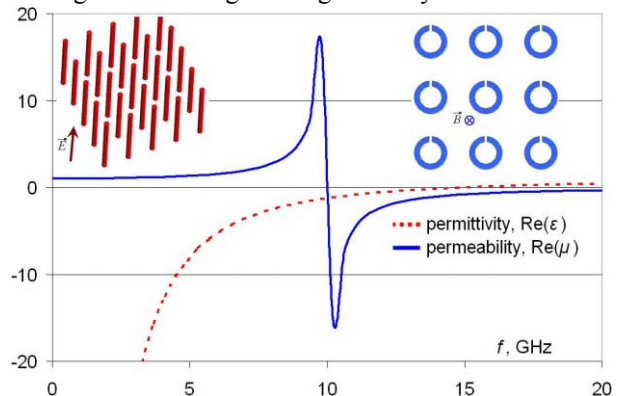 20
10
E
B
0
permittivity, Re(ε)
permeability, Re(μ)
-10
f, GHz
-20
0 5 10 15 20